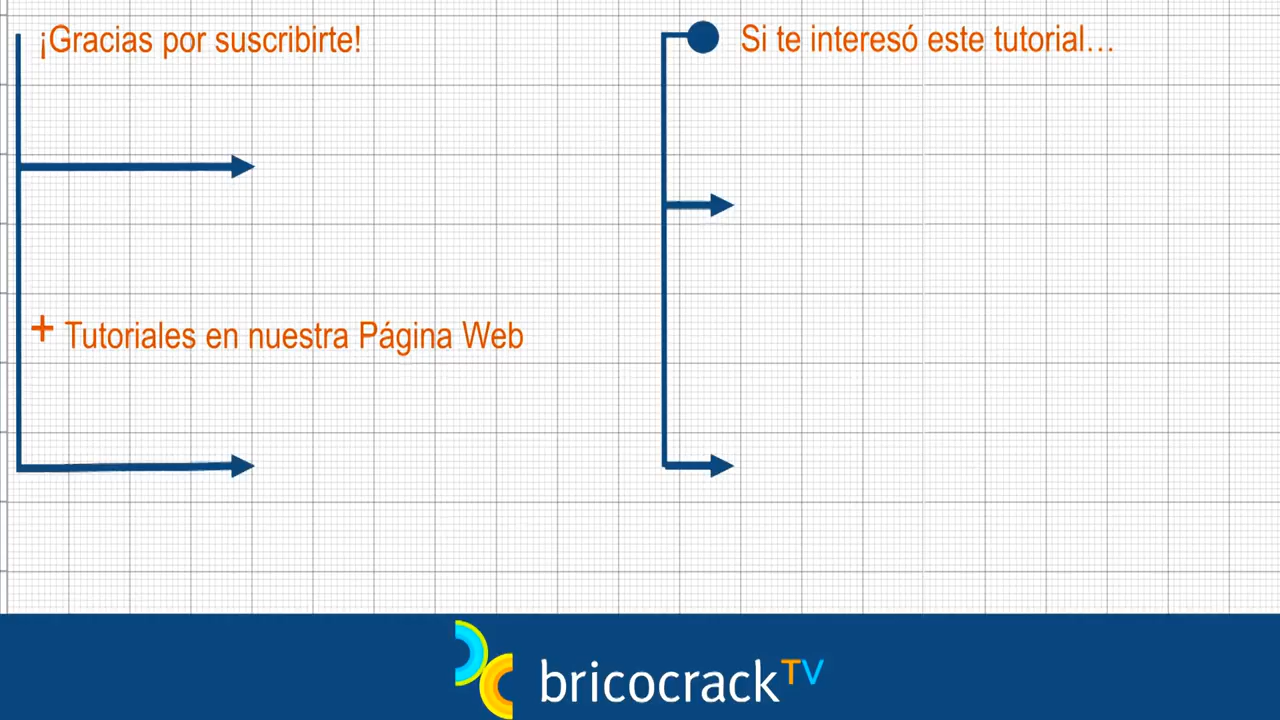 ¡Gracias por suscribirte!
Si te interesó este tutorial...
+ Tutoriales en nuestra Página Web
bricocrackTV